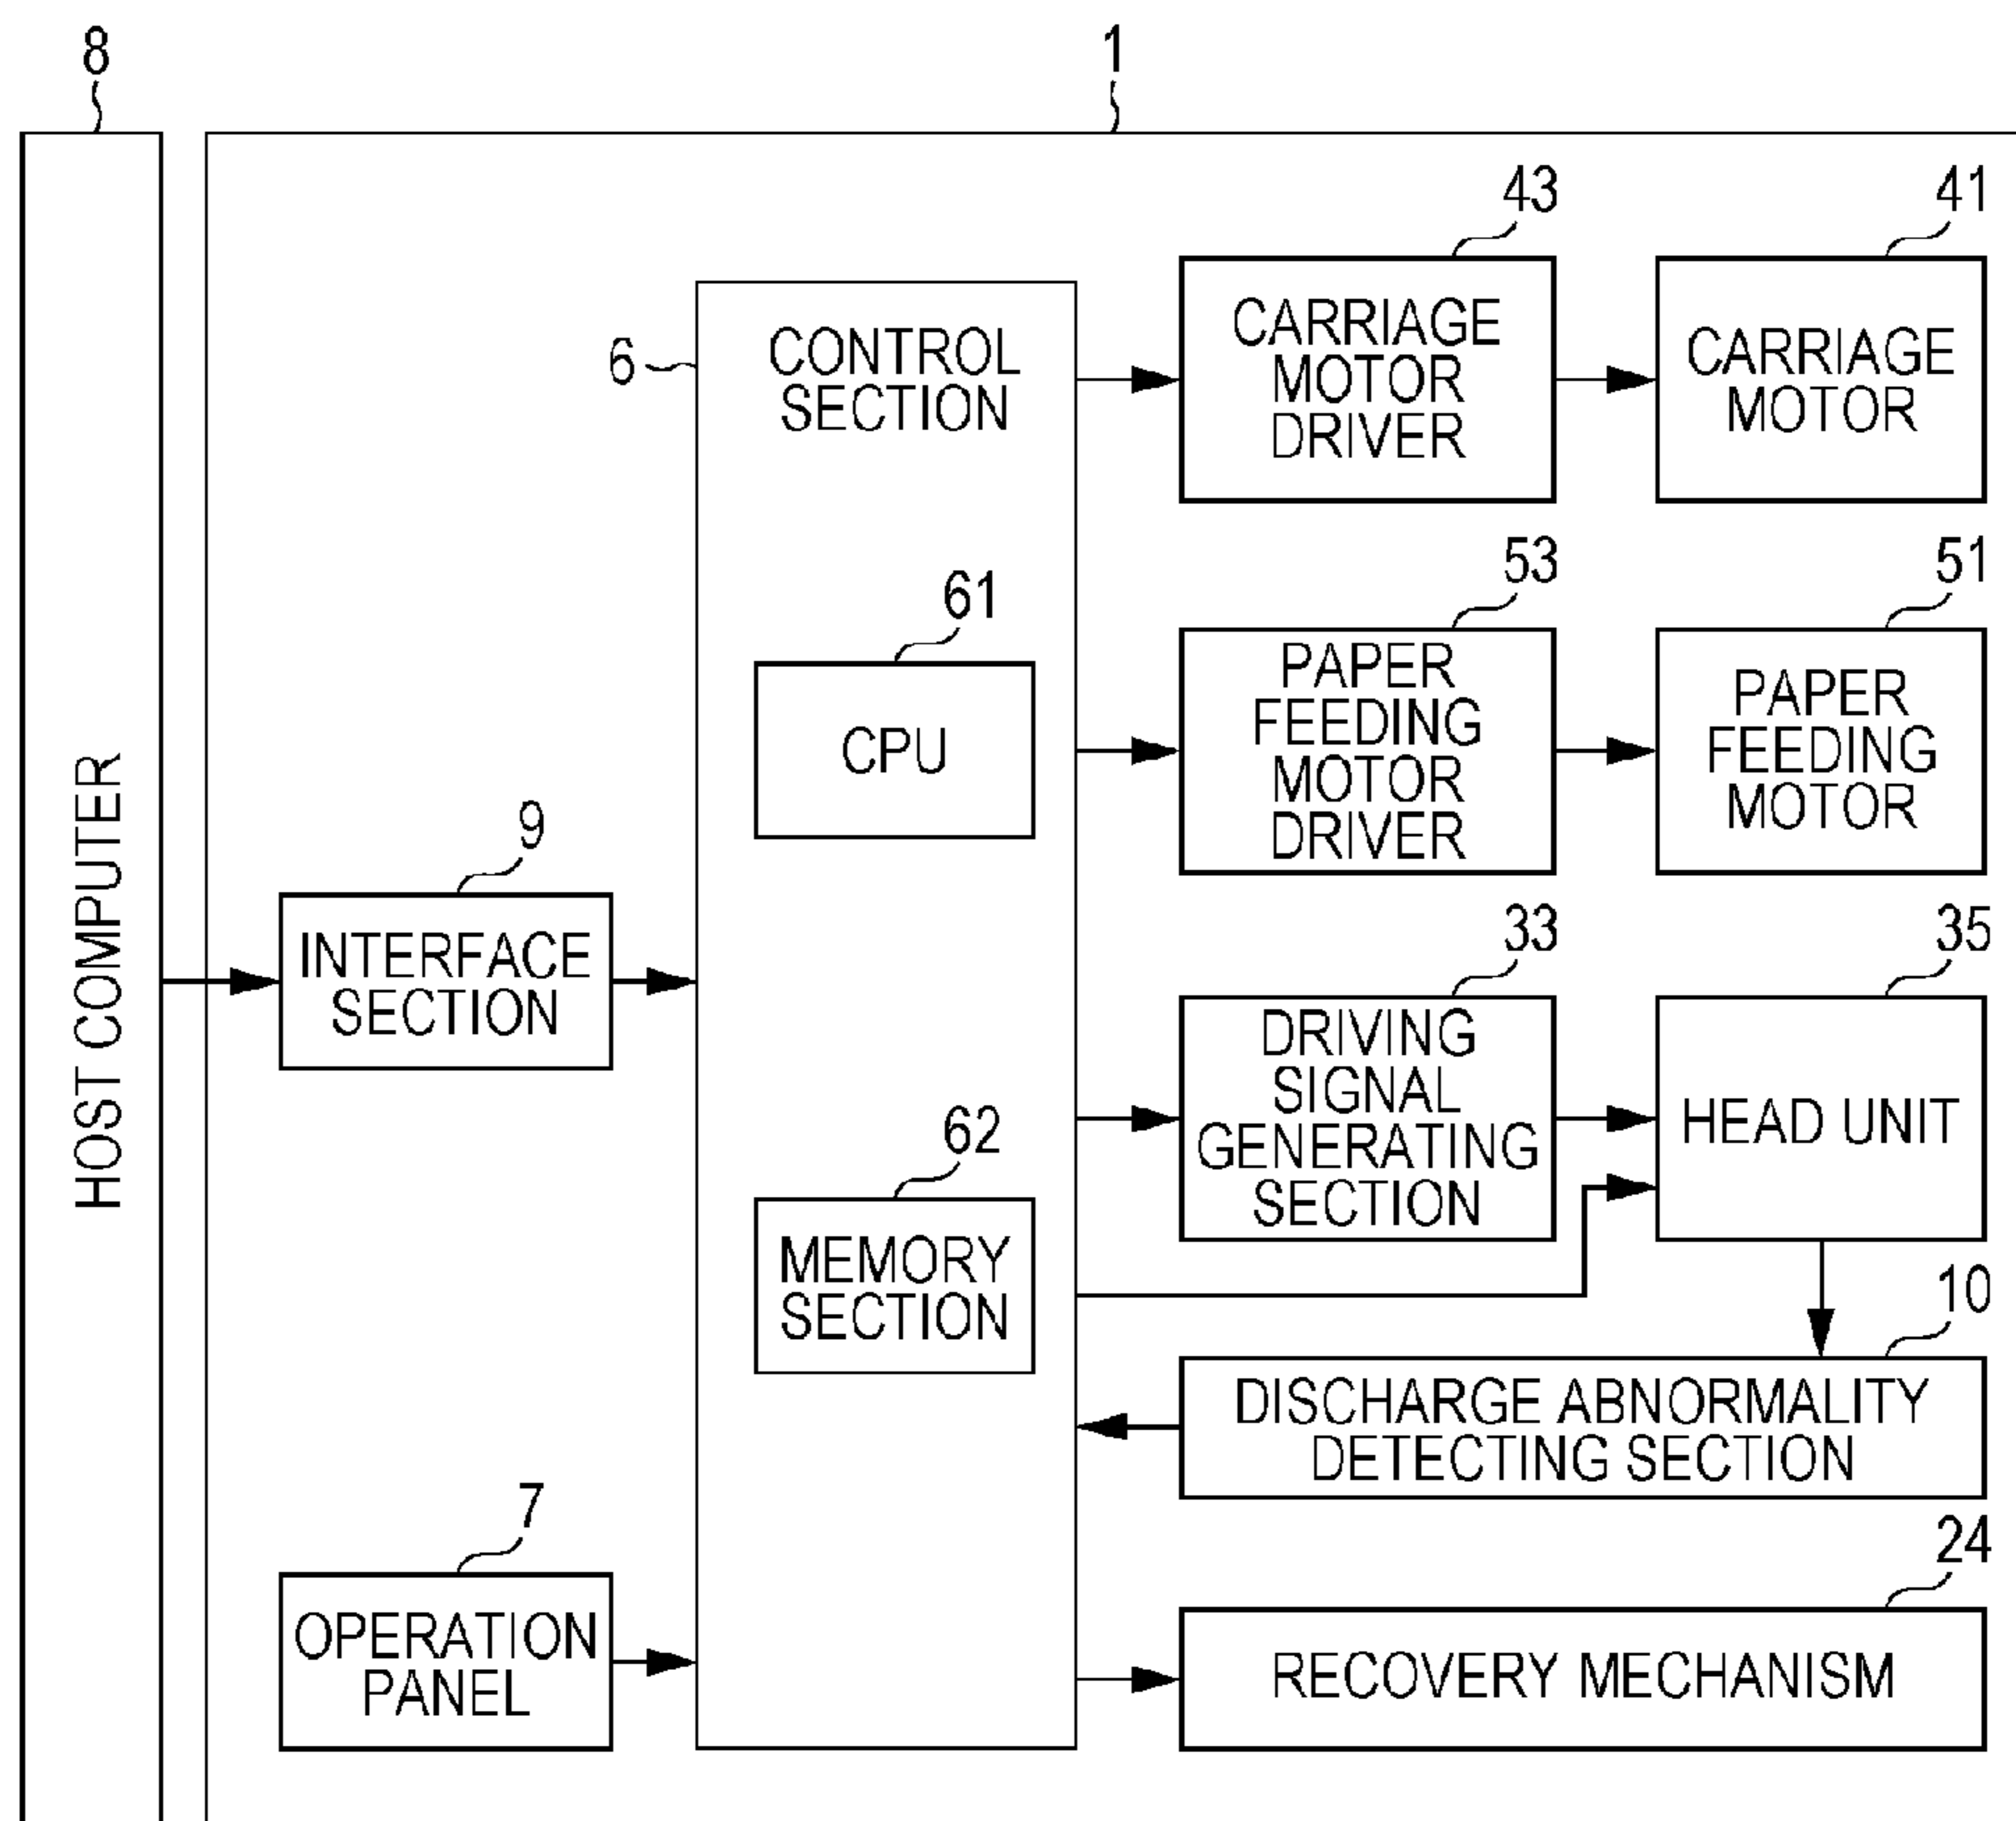 8
1
43
41
CARRIAGE
MOTOR
DRIVER
CARRIAGE
MOTOR
6
CONTROL
SECTION
53
51
61
PAPER
FEEDING
MOTOR
DRIVER
PAPER
FEEDING
MOTOR
CPU
HOST COMPUTER
9
INTERFACE
SECTION
33
35
DRIVING
SIGNAL
GENERATING
SECTION
HEAD UNIT
62
MEMORY
SECTION
10
DISCHARGE ABNORMALITY
DETECTING SECTION
7
OPERATION
PANEL
24
RECOVERY MECHANISM